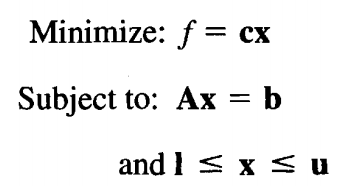 Minimize: f = cx
Subject to: Ax = b
and l ≤ x ≤ u